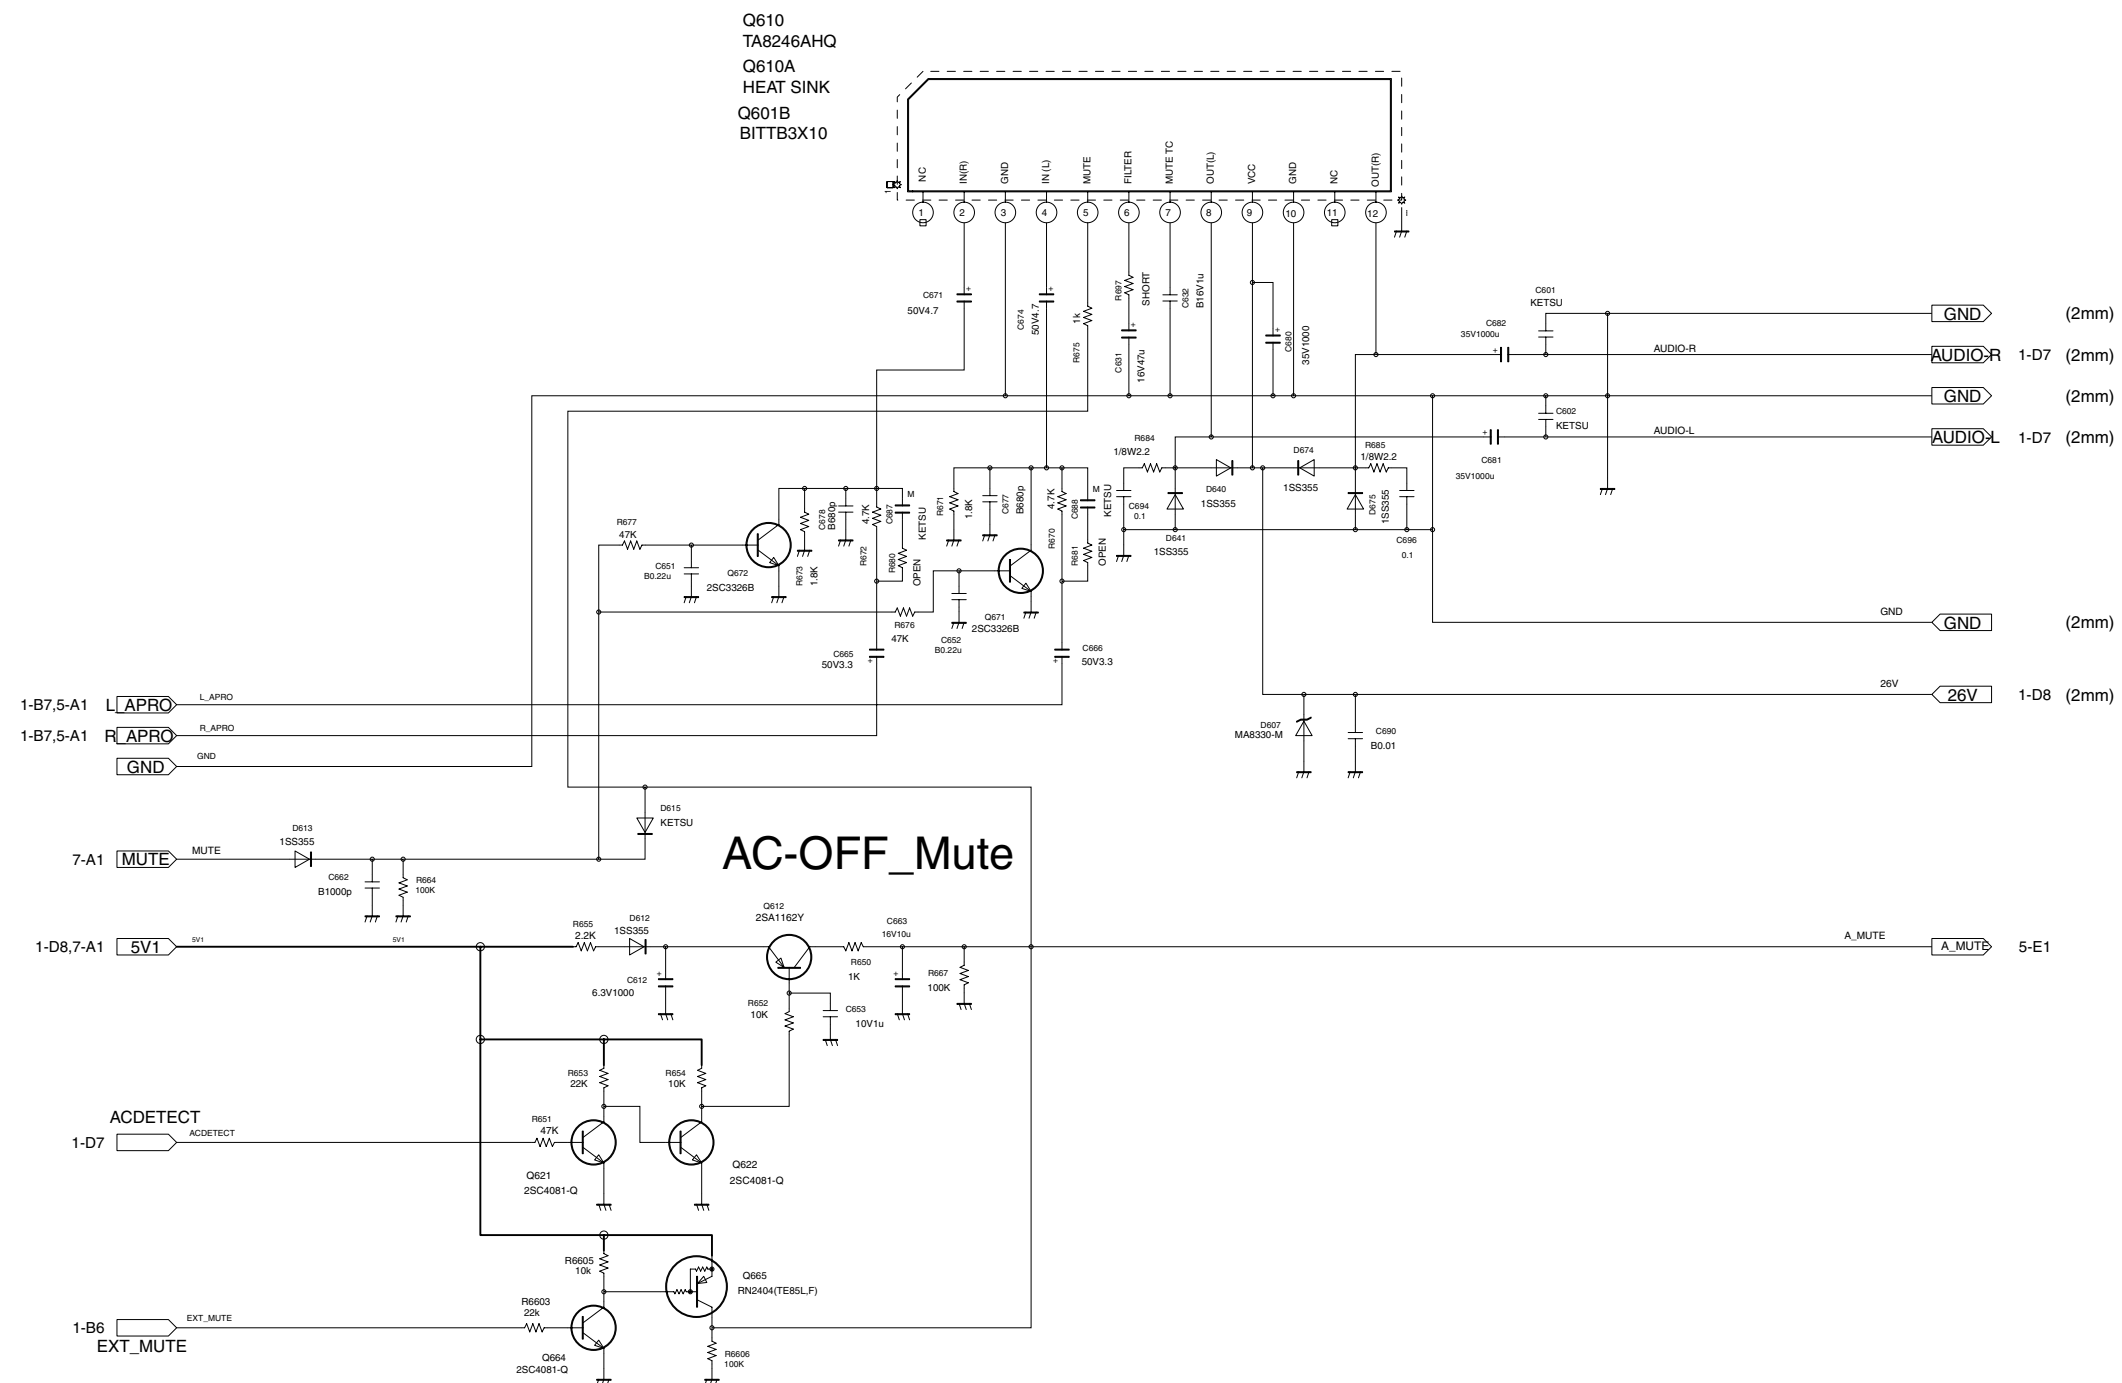 Q610
TA8246AHQ
Q610A
HEAT SINK
Q601B
BITTB3X10
NC
IN(R)
GND
IN (L)
MUTE
FILTER
MUTE TC
OUT(L)
VCC
GND
NC
OUT(R)
1
1 2 3 4 5 6 7 8 9 10 11 12
C671
50V4.7
C674
50V4.7
1k
R675
R697
SHORT
C631
16V47u
C632
B16V1u
C680
35V1000
C601
KETSU
C682
35V1000u
GND (2mm)
AUDIO-R
AUDIO-R 1-D7 (2mm)
GND (2mm)
C602
KETSU
AUDIO-L
AUDIO-L 1-D7 (2mm)
C681
35V1000u
R684
1/8W2.2
D674
1SS355
R685
1/8W2.2
D640
1SS355
D675
1SS355
C694
0.1
D641
1SS355
C696
0.1
R677
47K
C651
B0.22u
Q672
2SC3326B
R673
1.8K
C678
B680p
4.7K
R672
M
C687
KETSU
R680
OPEN
R671
1.8K
C677
B680p
4.7K
R670
M
C688
KETSU
R681
OPEN
R676
47K
C652
B0.22u
Q671
2SC3326B
C665
50V3.3
C666
50V3.3
GND
GND (2mm)
26V
26V 1-D8 (2mm)
D607
MA8330-M
C690
B0.01
1-B7,5-A1 L_APRO L_APRO
1-B7,5-A1 R_APRO R_APRO
GND GND
D615
KETSU
D613
1SS355
7-A1 MUTE MUTE
C662
B1000p
R664
100K
AC-OFF_Mute
1-D8,7-A1 5V1 5V1 5V1
R655
2.2K
D612
1SS355
Q612
2SA1162Y
C663
16V10u
C612
6.3V1000
R650
1K
R667
100K
R652
10K
C653
10V1u
A_MUTE
A_MUTE 5-E1
R653
22K
R654
10K
ACDETECT
1-D7 ACDETECT
R651
47K
Q621
2SC4081-Q
Q622
2SC4081-Q
R6605
10k
Q665
RN2404(TE85L,F)
R6603
22k
1-B6 EXT_MUTE
EXT_MUTE
Q664
2SC4081-Q
R6606
100K